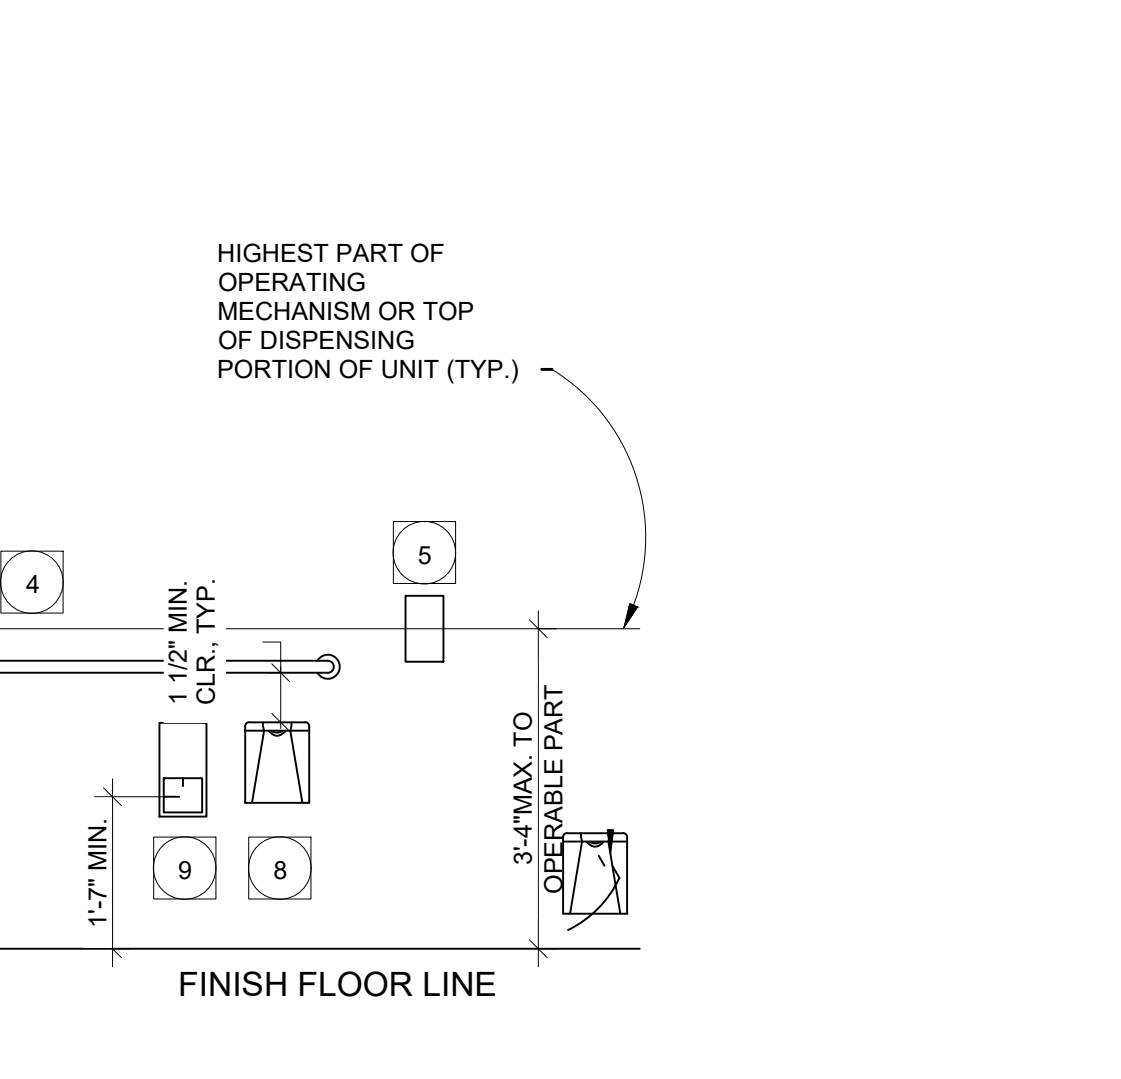 HIGHEST PART OF
OPERATING
MECHANISM OR TOP
OF DISPENSING
PORTION OF UNIT (TYP.)
5
4
1 1/2" MIN.
CLR., TYP.
3'-4"MAX. TO
OPERABLE PART
1'-7" MIN.
9
8
FINISH FLOOR LINE